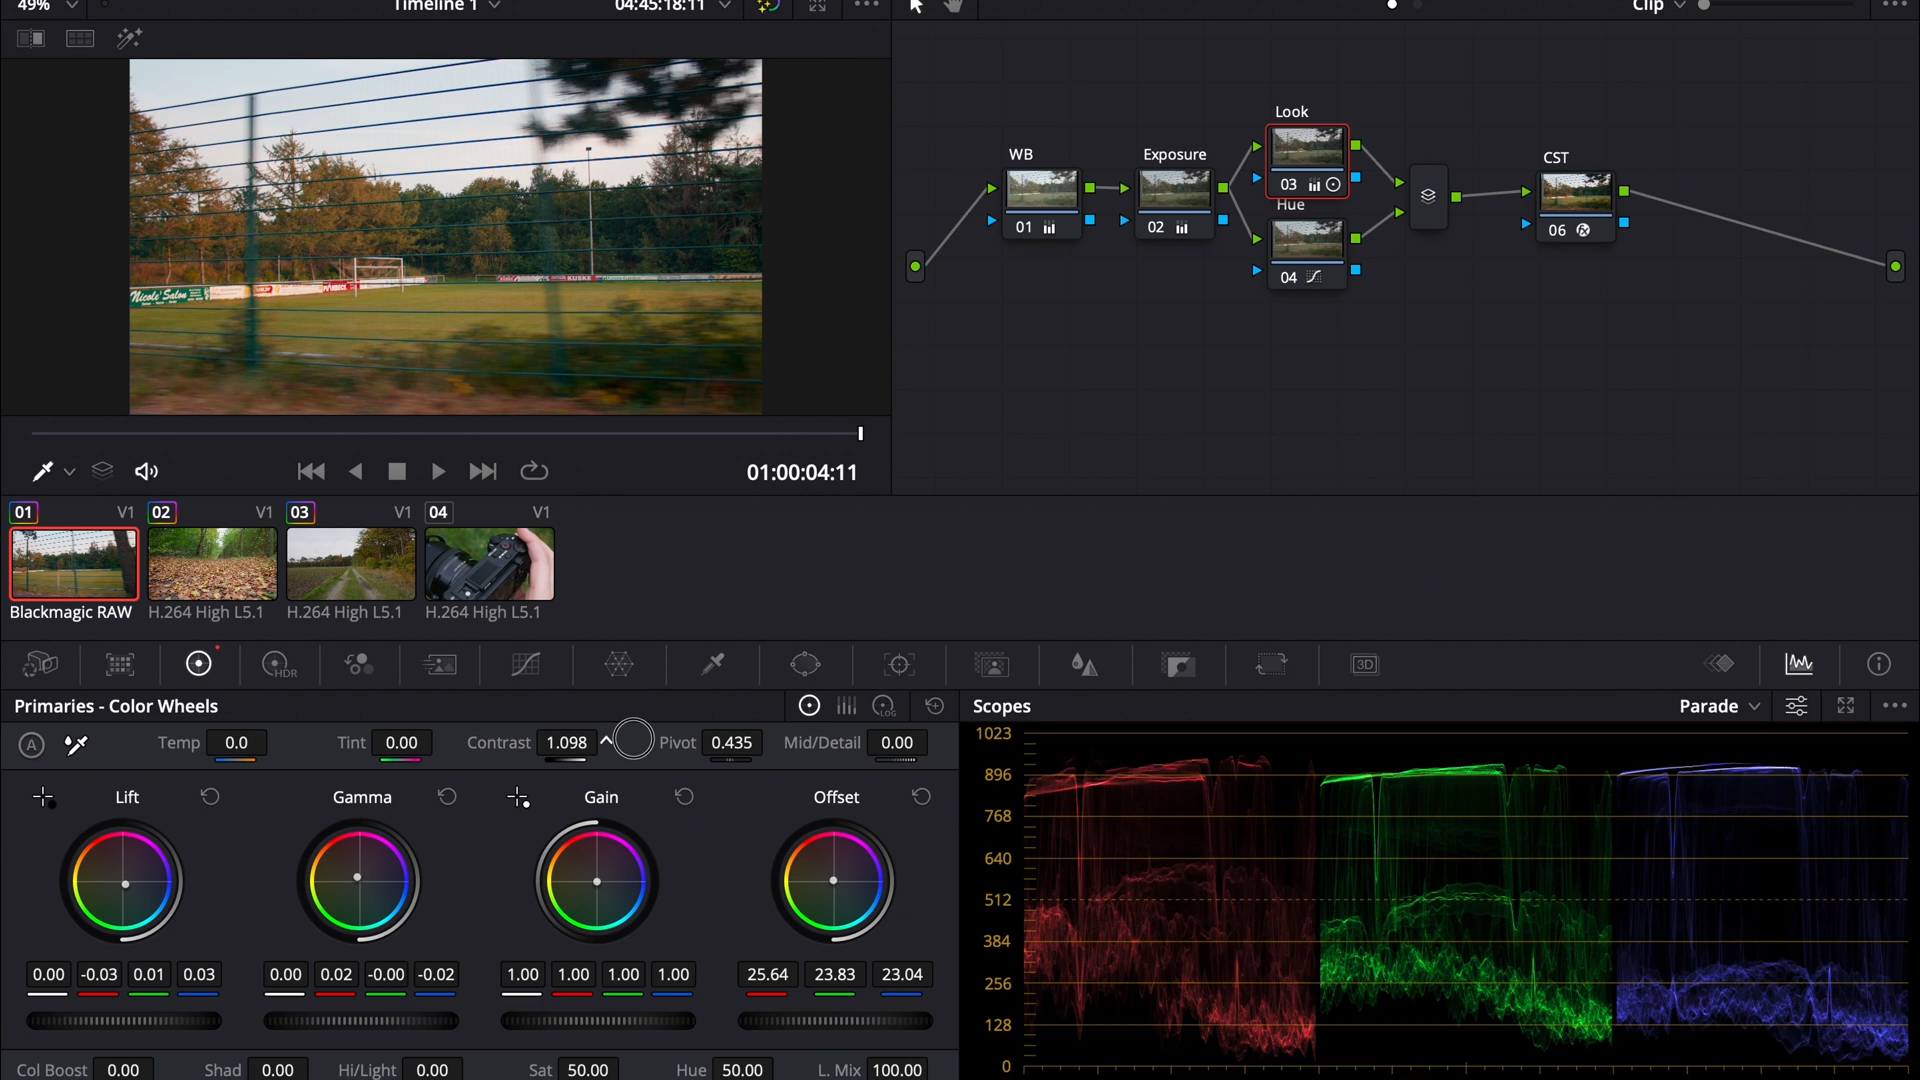 49%
Timeline 1
04:45:18:11
Clip
Nicole' Salon
KUSKE
Look
WB
Exposure
CST
03
Hue
01
02
06
04
01:00:04:11
01 V1 02 V1 03 V1 04 V1
Blackmagic RAW H.264 High L5.1 H.264 High L5.1 H.264 High L5.1
HDR
3D
Primaries - Color Wheels
LOG
Scopes
Parade
A
Temp 0.0 Tint 0.00 Contrast 1.098 Pivot 0.435 Mid/Detail 0.00
Lift Gamma Gain Offset
0.00 -0.03 0.01 0.03 0.00 0.02 -0.00 -0.02 1.00 1.00 1.00 1.00 25.64 23.83 23.04
Col Boost 0.00 Shad 0.00 Hi/Light 0.00 Sat 50.00 Hue 50.00 L. Mix 100.00
1023
896
768
640
512
384
256
128
0